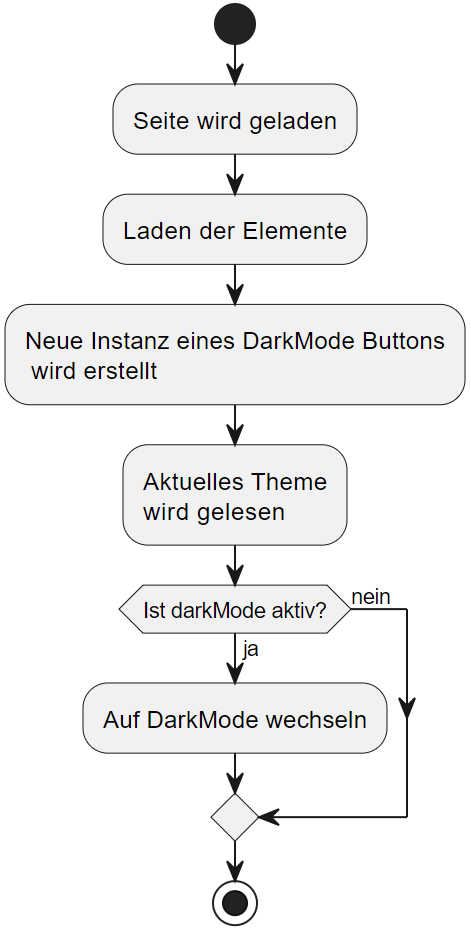 Seite wird geladen
Laden der Elemente
Neue Instanz eines DarkMode Buttons
wird erstellt
Aktuelles Theme
wird gelesen
Ist darkMode aktiv?
nein
ja
Auf DarkMode wechseln